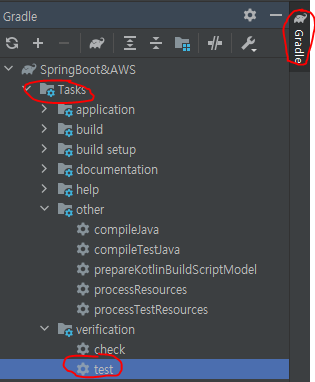 Gradle
Gradle
SpringBoot&AWS
Tasks
application
build
build setup
documentation
help
other
compileJava
compileTestJava
prepareKotlinBuildScriptModel
processResources
processTestResources
verification
check
test